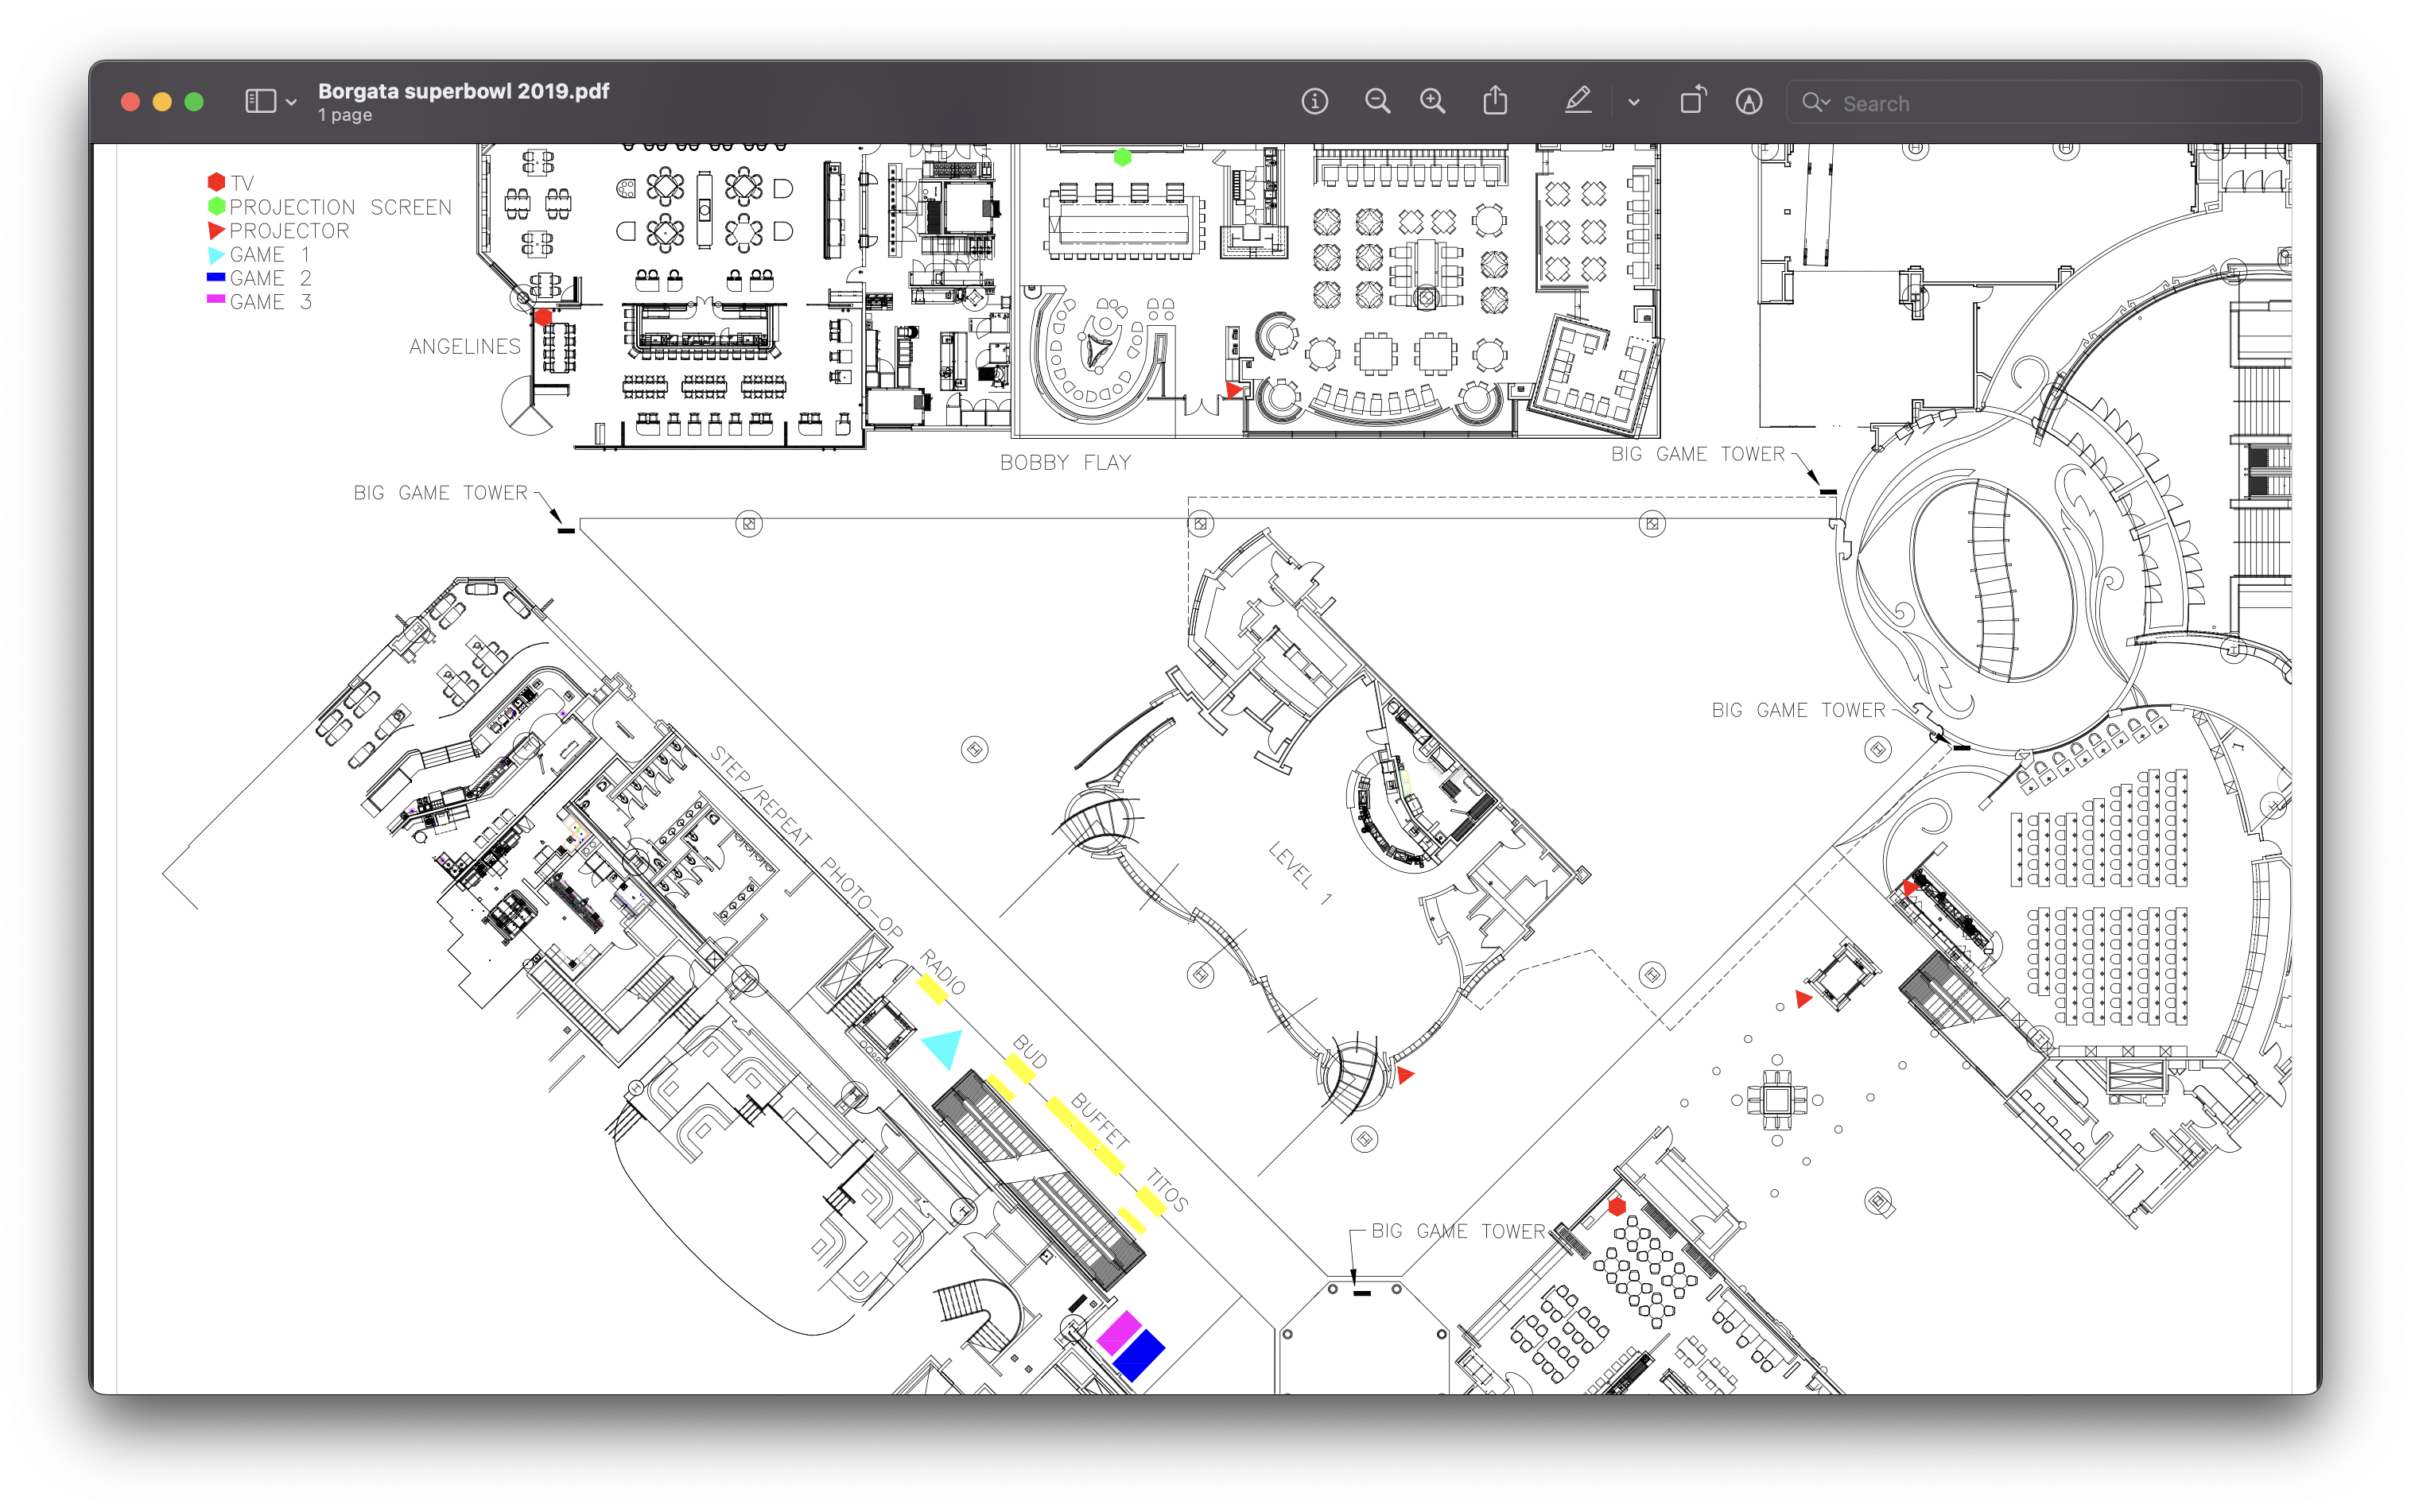 Borgata superbowl 2019.pdf
1 page
Search
TV
PROJECTION SCREEN
PROJECTOR
GAME 1
GAME 2
GAME 3
ANGELINES
BOBBY FLAY
BIG GAME TOWER
BIG GAME TOWER
BIG GAME TOWER
STEP/REPEAT PHOTO-OP
LEVEL 1
RADIO
BUD
BUFFET
TITOS
BIG GAME TOWER